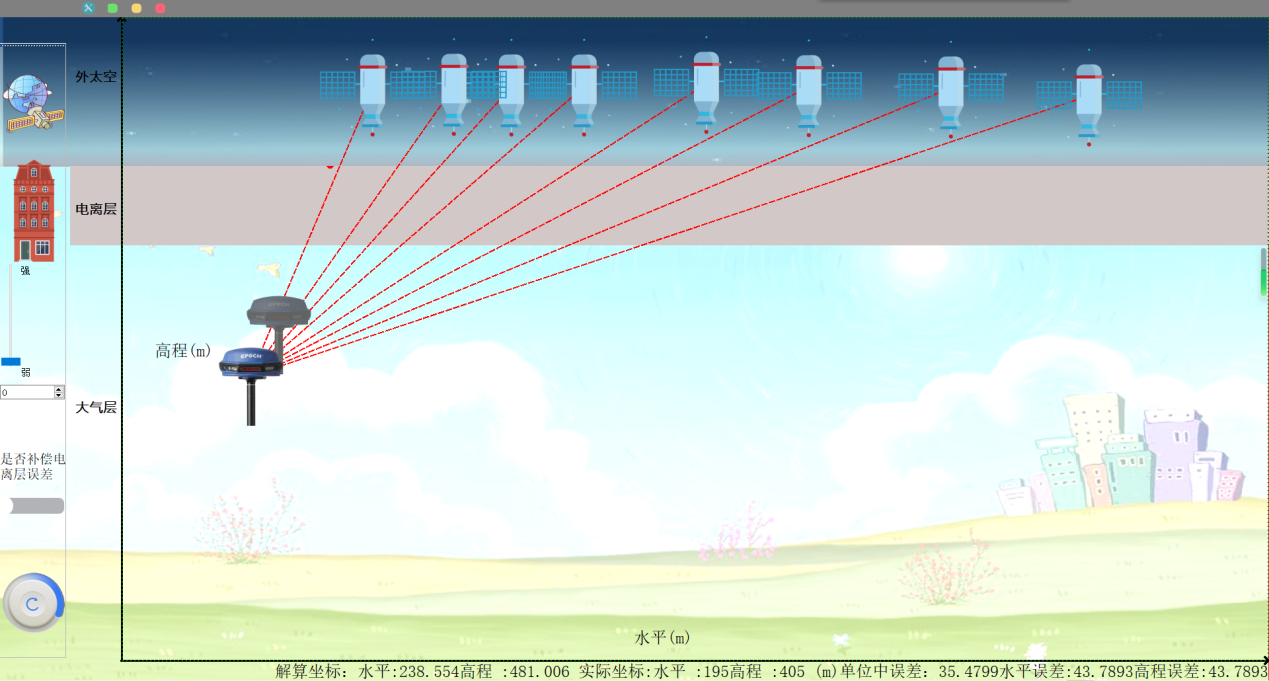 外太空
电离层
强
高程(m)
弱
0
大气层
EPOCH
是否补偿电
离层误差
水平(m)
解算坐标: 水平:238.554高程 :481.006 实际坐标:水平 :195高程 :405 (m)单位中误差: 35.4799水平误差:43.7893高程误差:43.7893